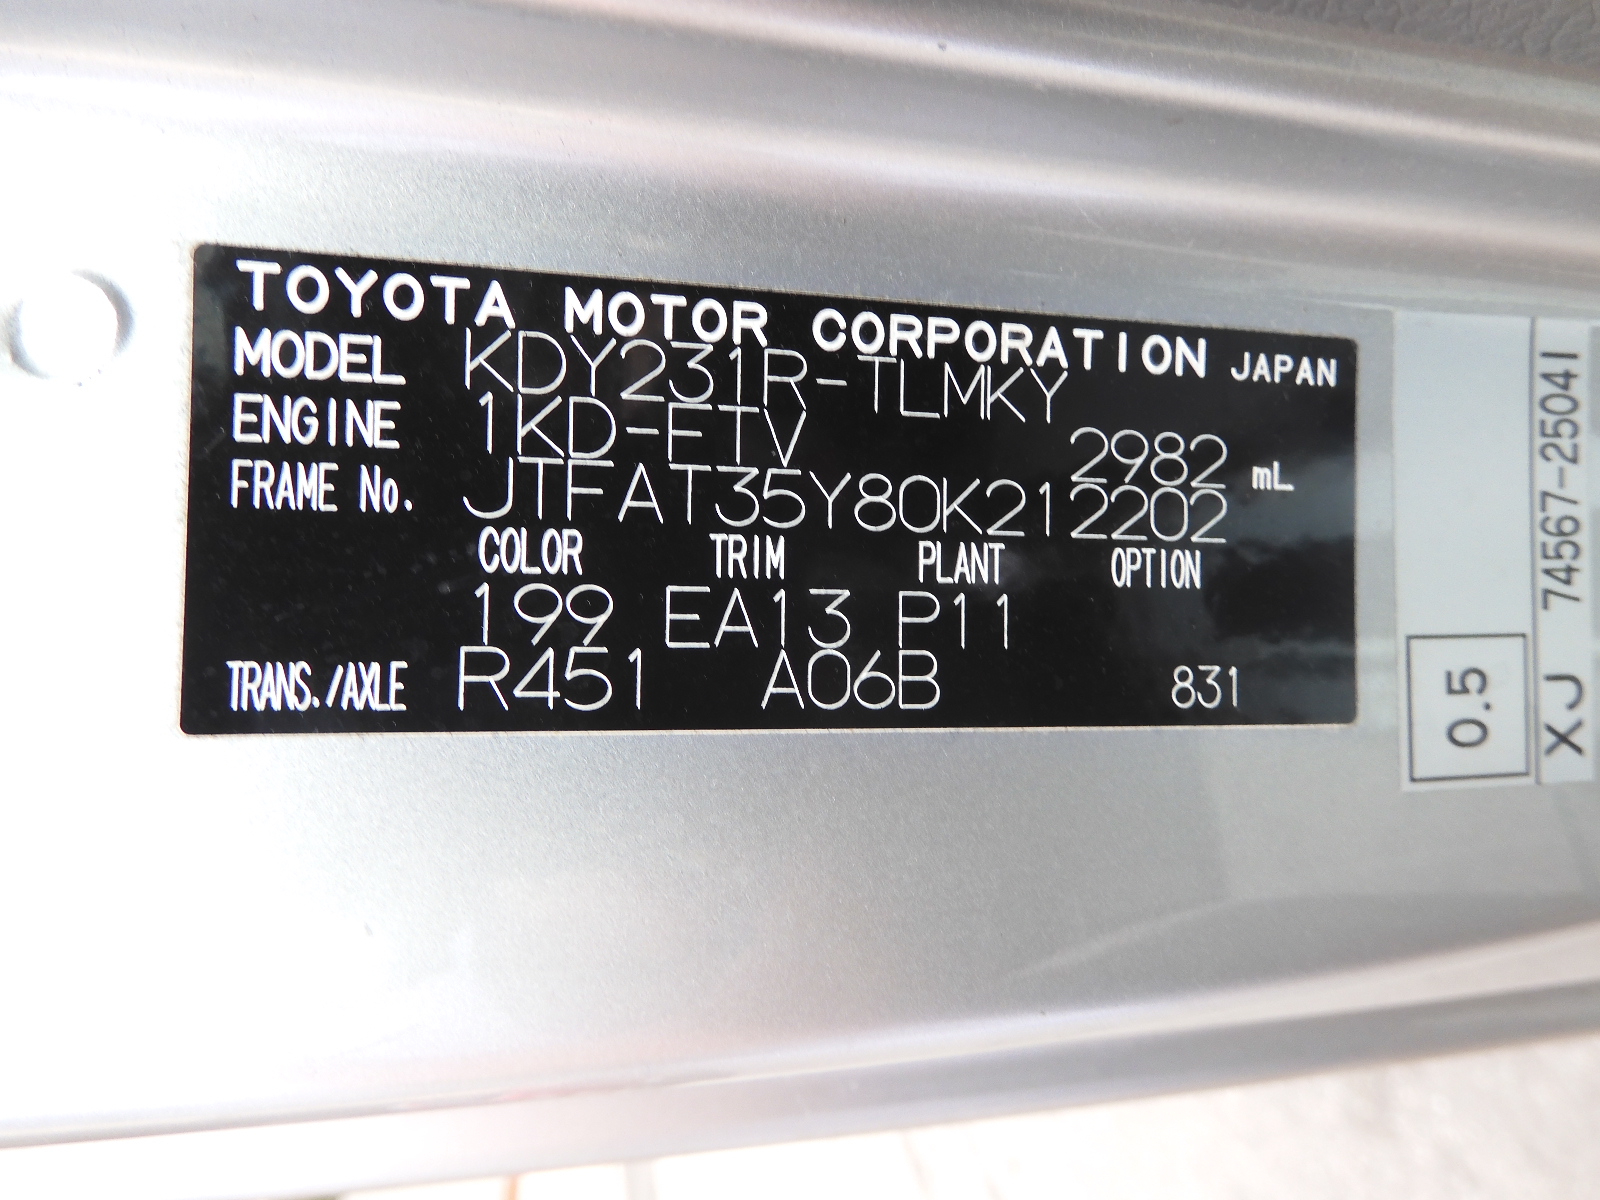 TOYOTA MOTOR CORPORATION JAPAN
MODEL KDY231R-TLMKY
ENGINE 1KD-FTV 2982 mL
FRAME No. JTFAT35Y80K212202
COLOR TRIM PLANT OPTION
199 EA13 P11
TRANS./AXLE R451 A06B 831
0.5
XJ 74567-25041